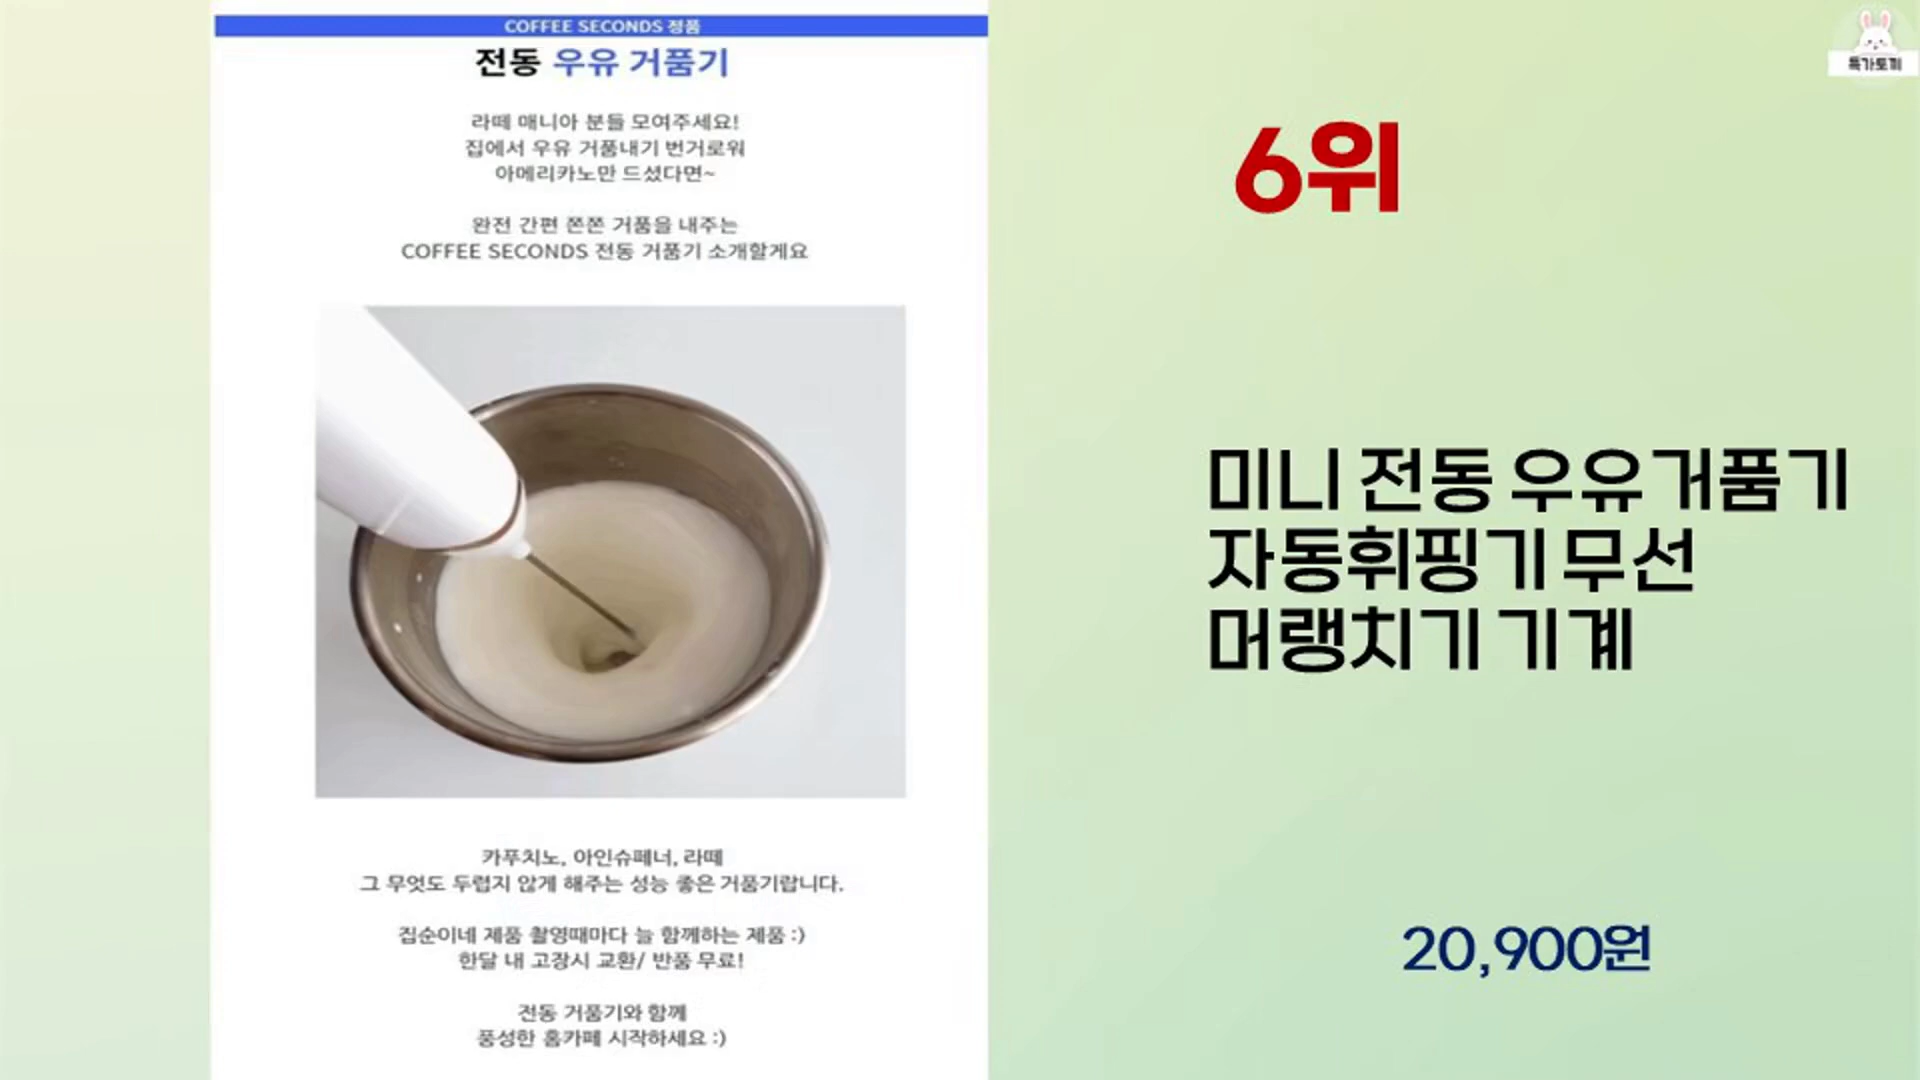 COFFEE SECONDS 정품
전동 우유 거품기
라떼 매니아 분들 모여주세요!
집에서 우유 거품내기 번거로워
아메리카노만 드셨다면~
완전 간편 쫀쫀 거품을 내주는
COFFEE SECONDS 전동 거품기 소개할게요
카푸치노, 아인슈페너, 라떼
그 무엇도 두렵지 않게 해주는 성능 좋은 거품기랍니다.
집순이네 제품 촬영때마다 늘 함께하는 제품 :)
한달 내 고장시 교환/ 반품 무료!
전동 거품기와 함께
풍성한 홈카페 시작하세요 :)
특가토끼
6위
미니 전동 우유거품기
자동휘핑기 무선
머랭치기 기계
20,900원